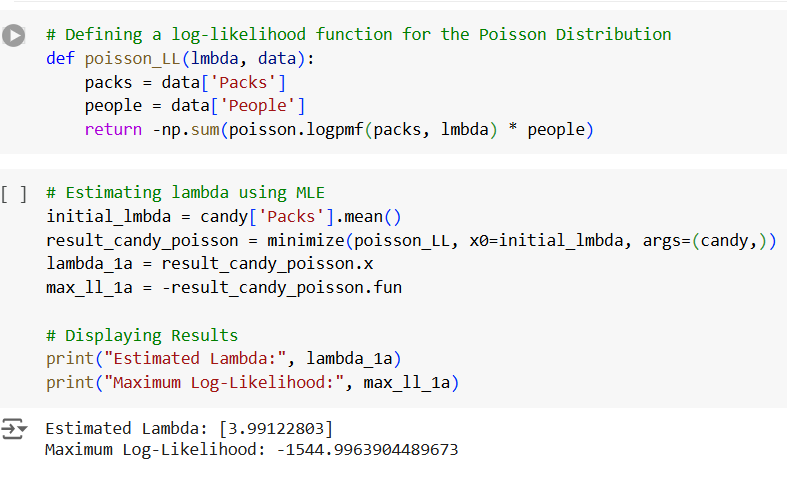 # Defining a log-likelihood function for the Poisson Distribution
def poisson_LL(lmbda, data):
    packs = data['Packs']
    people = data['People']
    return -np.sum(poisson.logpmf(packs, lmbda) * people)
[ ] # Estimating lambda using MLE
initial_lmbda = candy['Packs'].mean()
result_candy_poisson = minimize(poisson_LL, x0=initial_lmbda, args=(candy,))
lambda_1a = result_candy_poisson.x
max_ll_1a = -result_candy_poisson.fun
# Displaying Results
print("Estimated Lambda:", lambda_1a)
print("Maximum Log-Likelihood:", max_ll_1a)
Estimated Lambda: [3.99122803]
Maximum Log-Likelihood: -1544.9963904489673